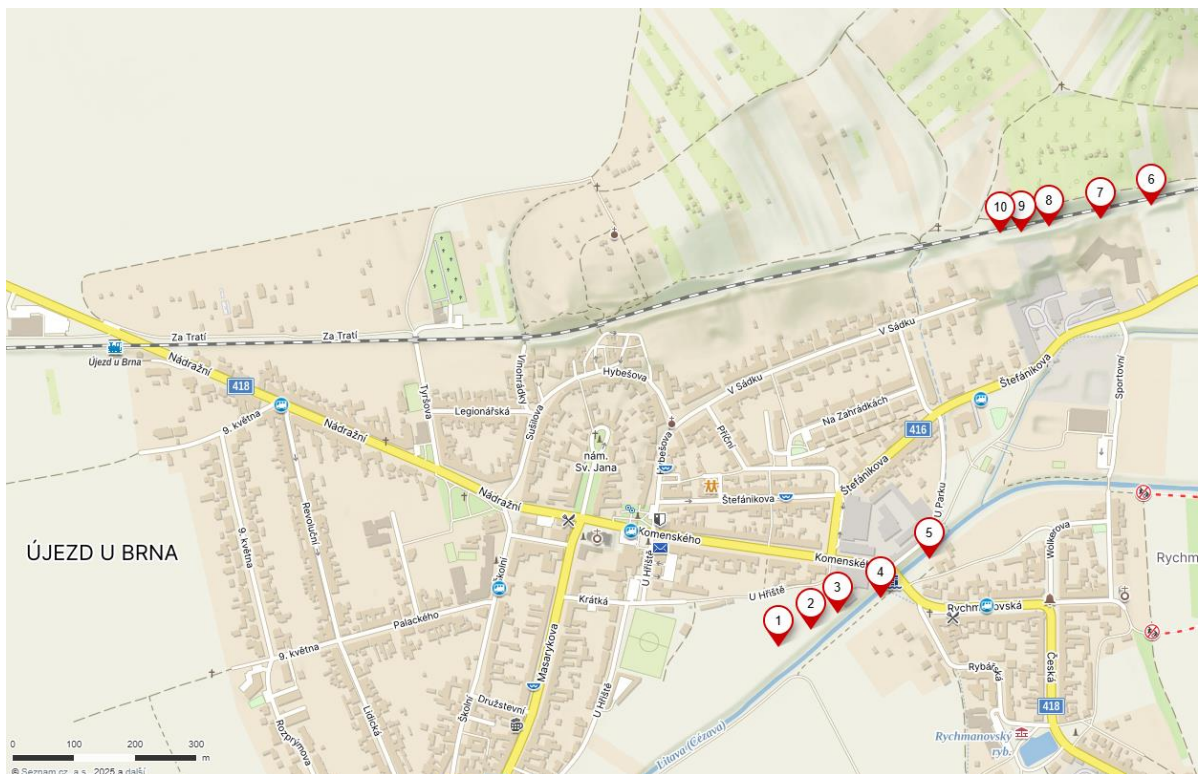 10
9
8
7
6
Za Tratí
Za Tratí
Újezd u Brna
Nádražní
418
V Sádku
Hybešova
V Sádku
Vinohrádky
Tyršova
Legionářská
Sušilova
Na Zahrádkách
Příční
Hybešova
Štefánikova
Sportovní
416
9. května
Nádražní
nám.
Sv. Jana
Štefánikova
Štefánikova
U Parku
Nádražní
Revoluční
9. května
Komenského
Komenského
5
Wolkerova
ÚJEZD U BRNA
Rychm
Školní
U Hřiště
4
3
2
1
U Hřiště
Krátká
Rychmanovská
Palackého
9. května
Masarykova
Rybářská
Česká
418
Školní
U Hřiště
Družstevní
Lidická
Rozprýmova
Litava (Cézava)
Rychmanovský
ryb.
0 100 200 300
m
© Seznam.cz, a.s., 2025 a další